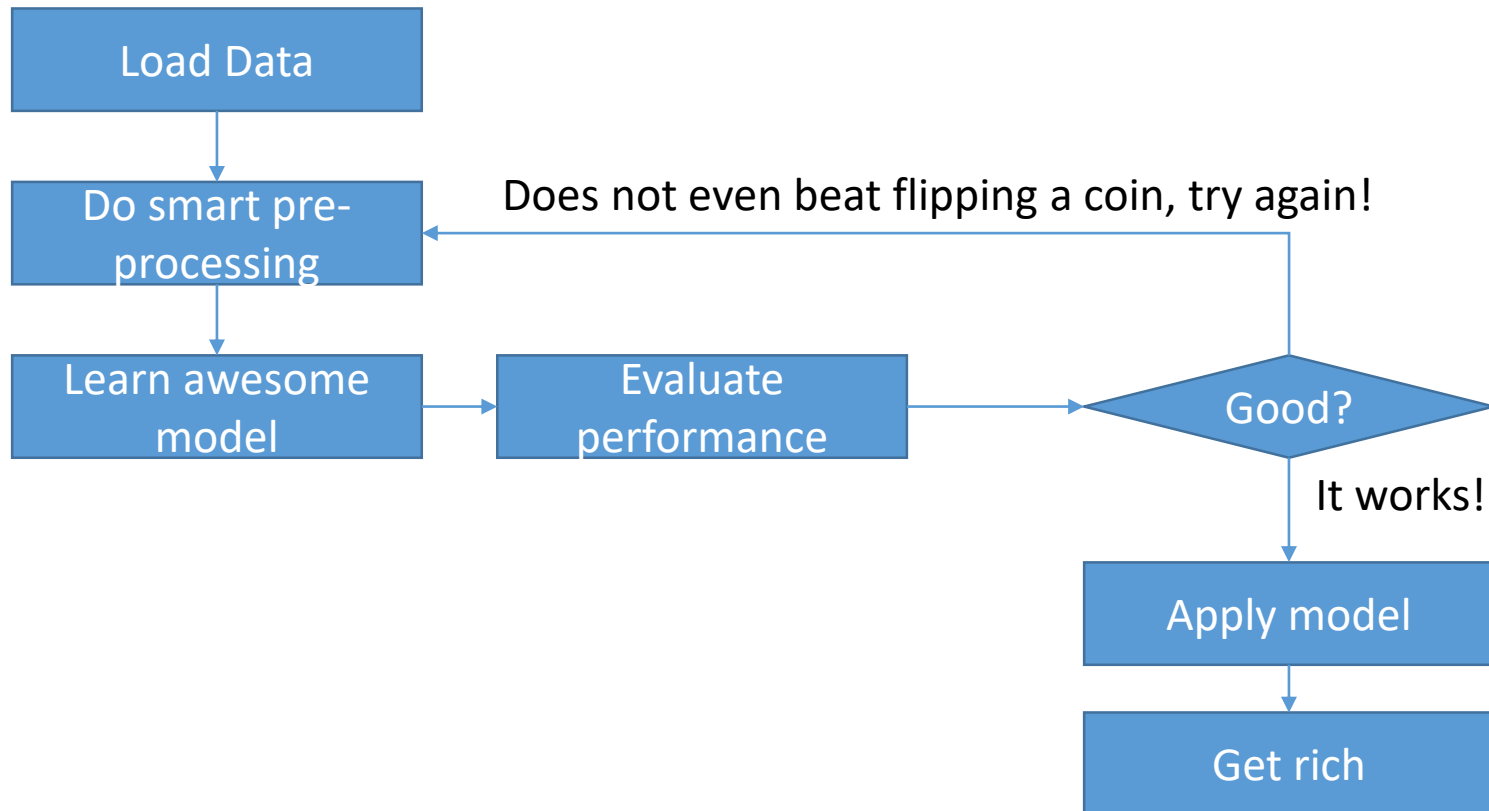 Load Data
Does not even beat flipping a coin, try again!
Do smart pre-
processing
Learn awesome
model
Evaluate
performance
Good?
It works!
Apply model
Get rich